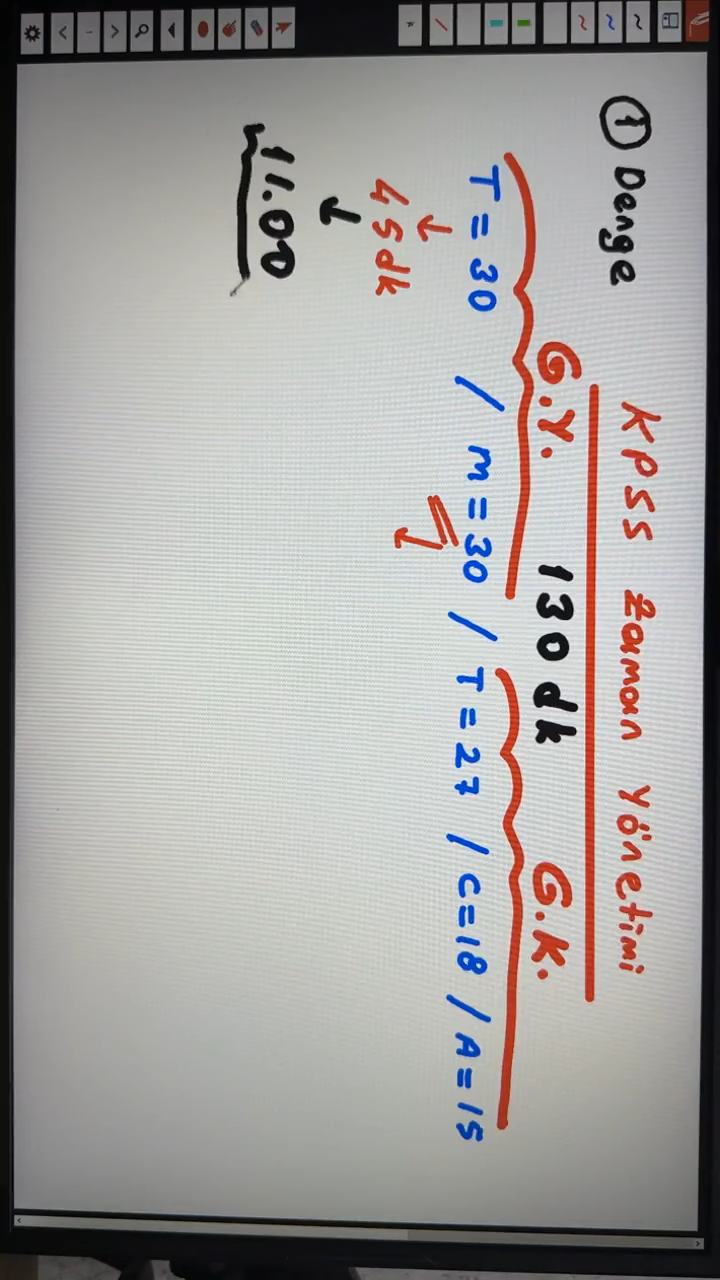 KPSS Zaman Yönetimi
① Denge
G.Y. 130 dk G.K.
T = 30 / m = 30 / T = 27 / C = 18 / A = 15
45 dk
11.00